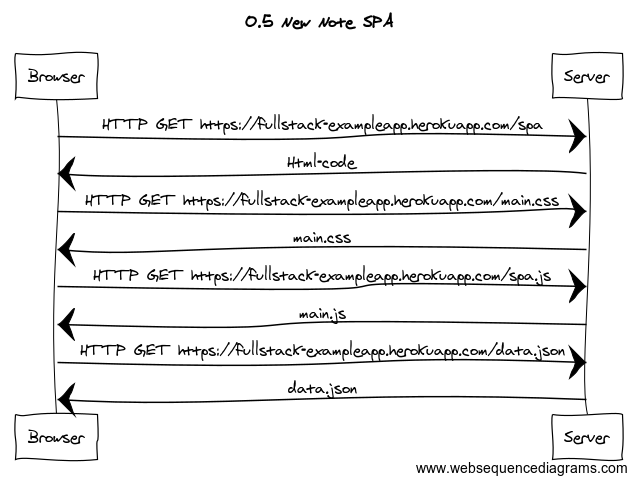 0.5 New Note SPA
Browser
Server
HTTP GET https://fullstack-exampleapp.herokuapp.com/spa
Html-code
HTTP GET https://fullstack-exampleapp.herokuapp.com/main.css
main.css
HTTP GET https://fullstack-exampleapp.herokuapp.com/spa.js
main.js
HTTP GET https://fullstack-exampleapp.herokuapp.com/data.json
data.json
Browser
Server
www.websequencediagrams.com